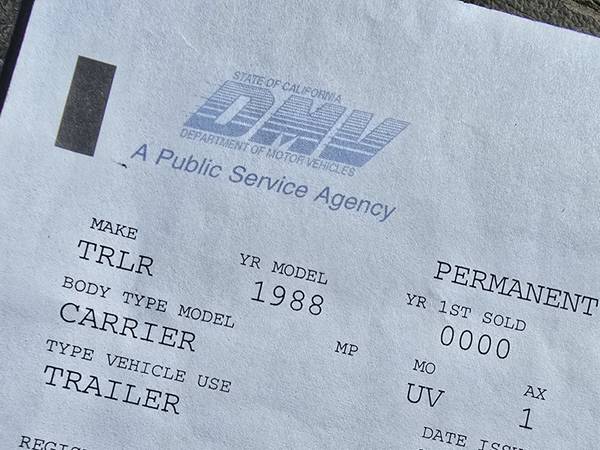 STATE OF CALIFORNIA
DMV
DEPARTMENT OF MOTOR VEHICLES
A Public Service Agency
PERMANENT
MAKE
TRLR
YR MODEL
1988
YR 1ST SOLD
0000
BODY TYPE MODEL
CARRIER
MP
MO
UV
AX
1
TYPE VEHICLE USE
TRAILER